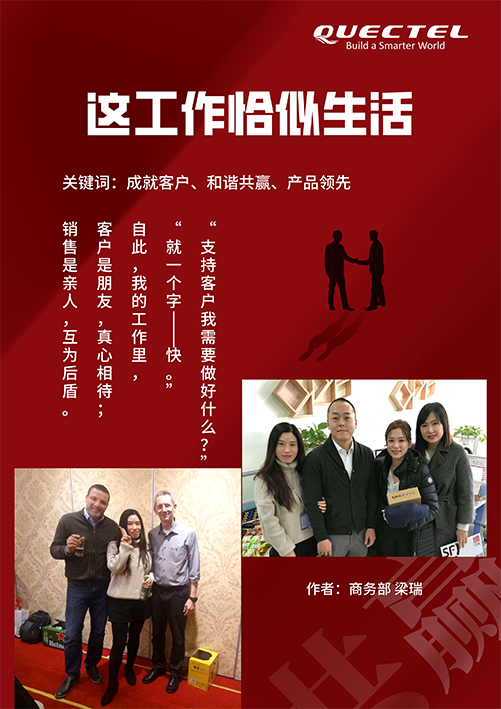 QUECTEL
Build a Smarter World
这工作恰似生活
关键词：成就客户、和谐共赢、产品领先
“支持客户我需要做好什么？”
“就一个字——快。”
自此，我的工作里，
客户是朋友，真心相待；
销售是亲人，互为后盾。
作者：商务部 梁瑞
共赢